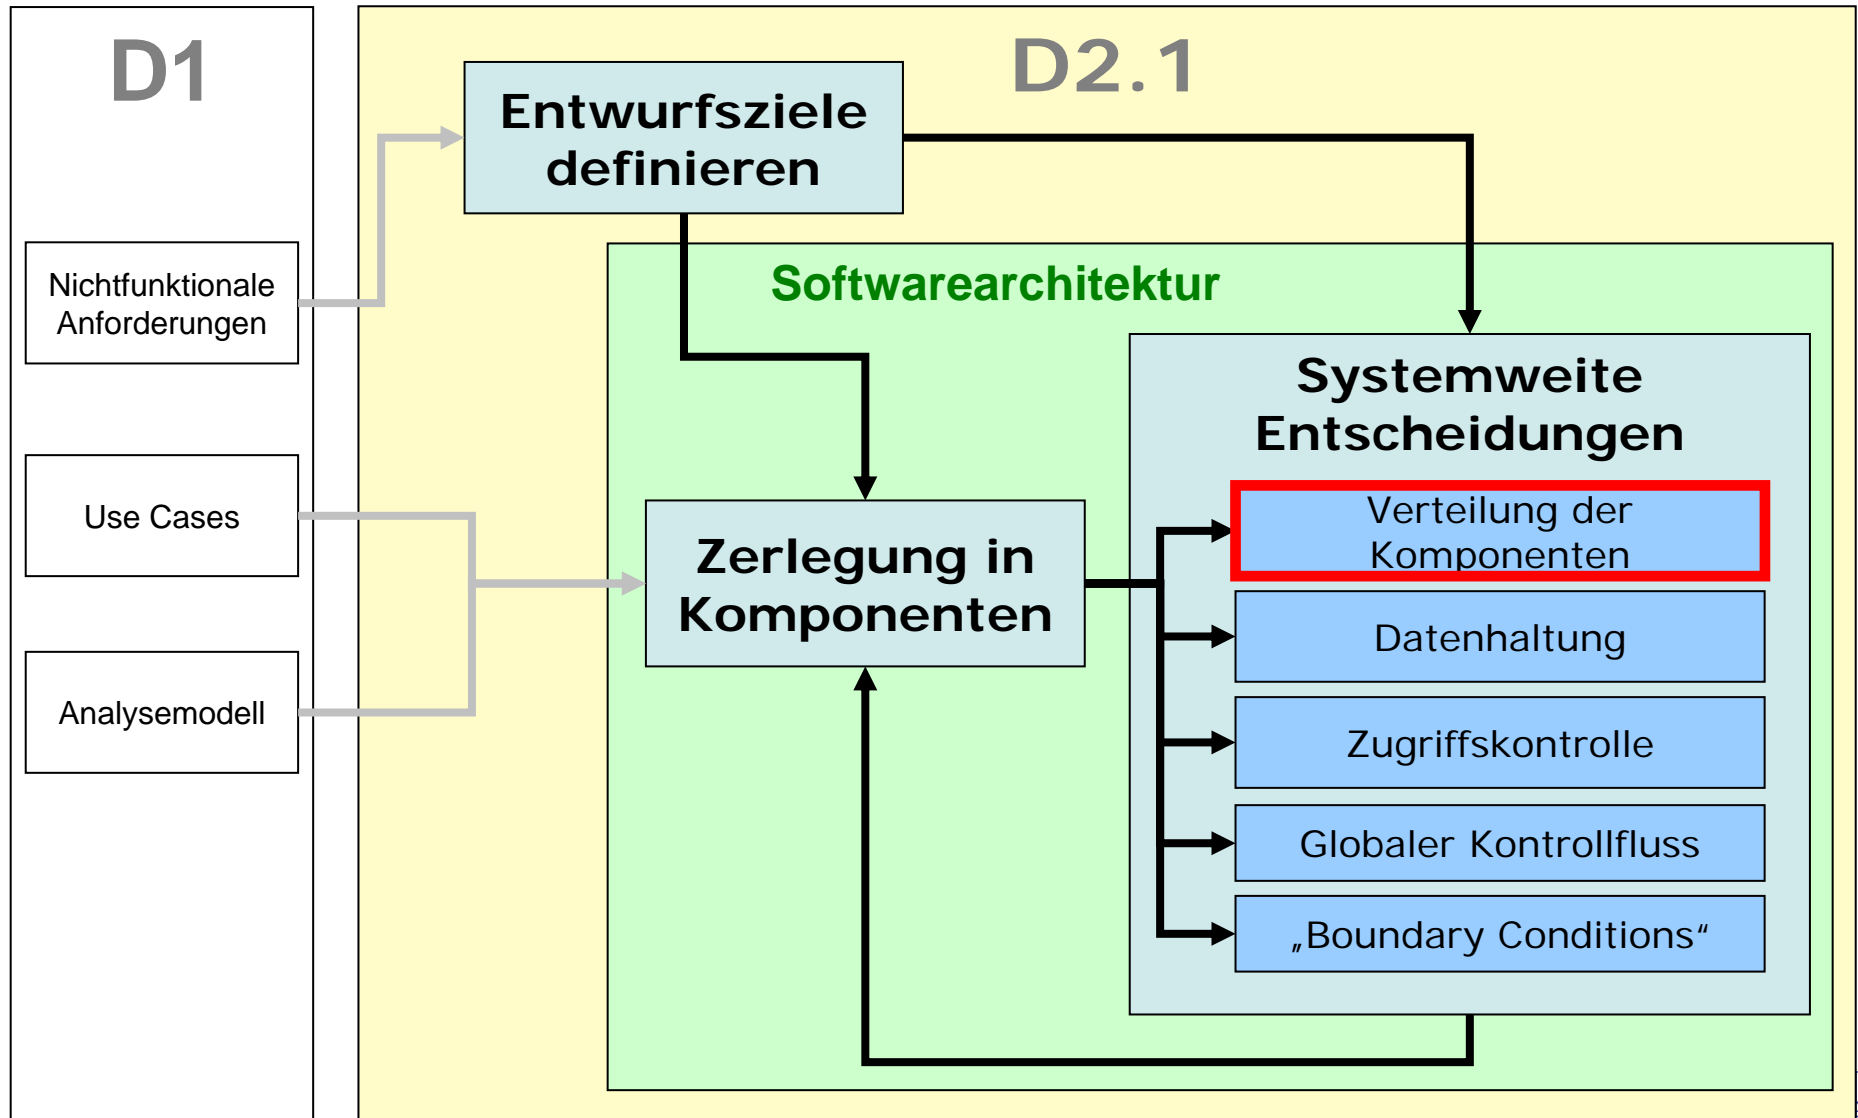 D1
Nichtfunktionale
Anforderungen
Use Cases
Analysemodell
D2.1
Entwurfsziele
definieren
Softwarearchitektur
Zerlegung in
Komponenten
Systemweite
Entscheidungen
Verteilung der
Komponenten
Datenhaltung
Zugriffskontrolle
Globaler Kontrollfluss
„Boundary Conditions“